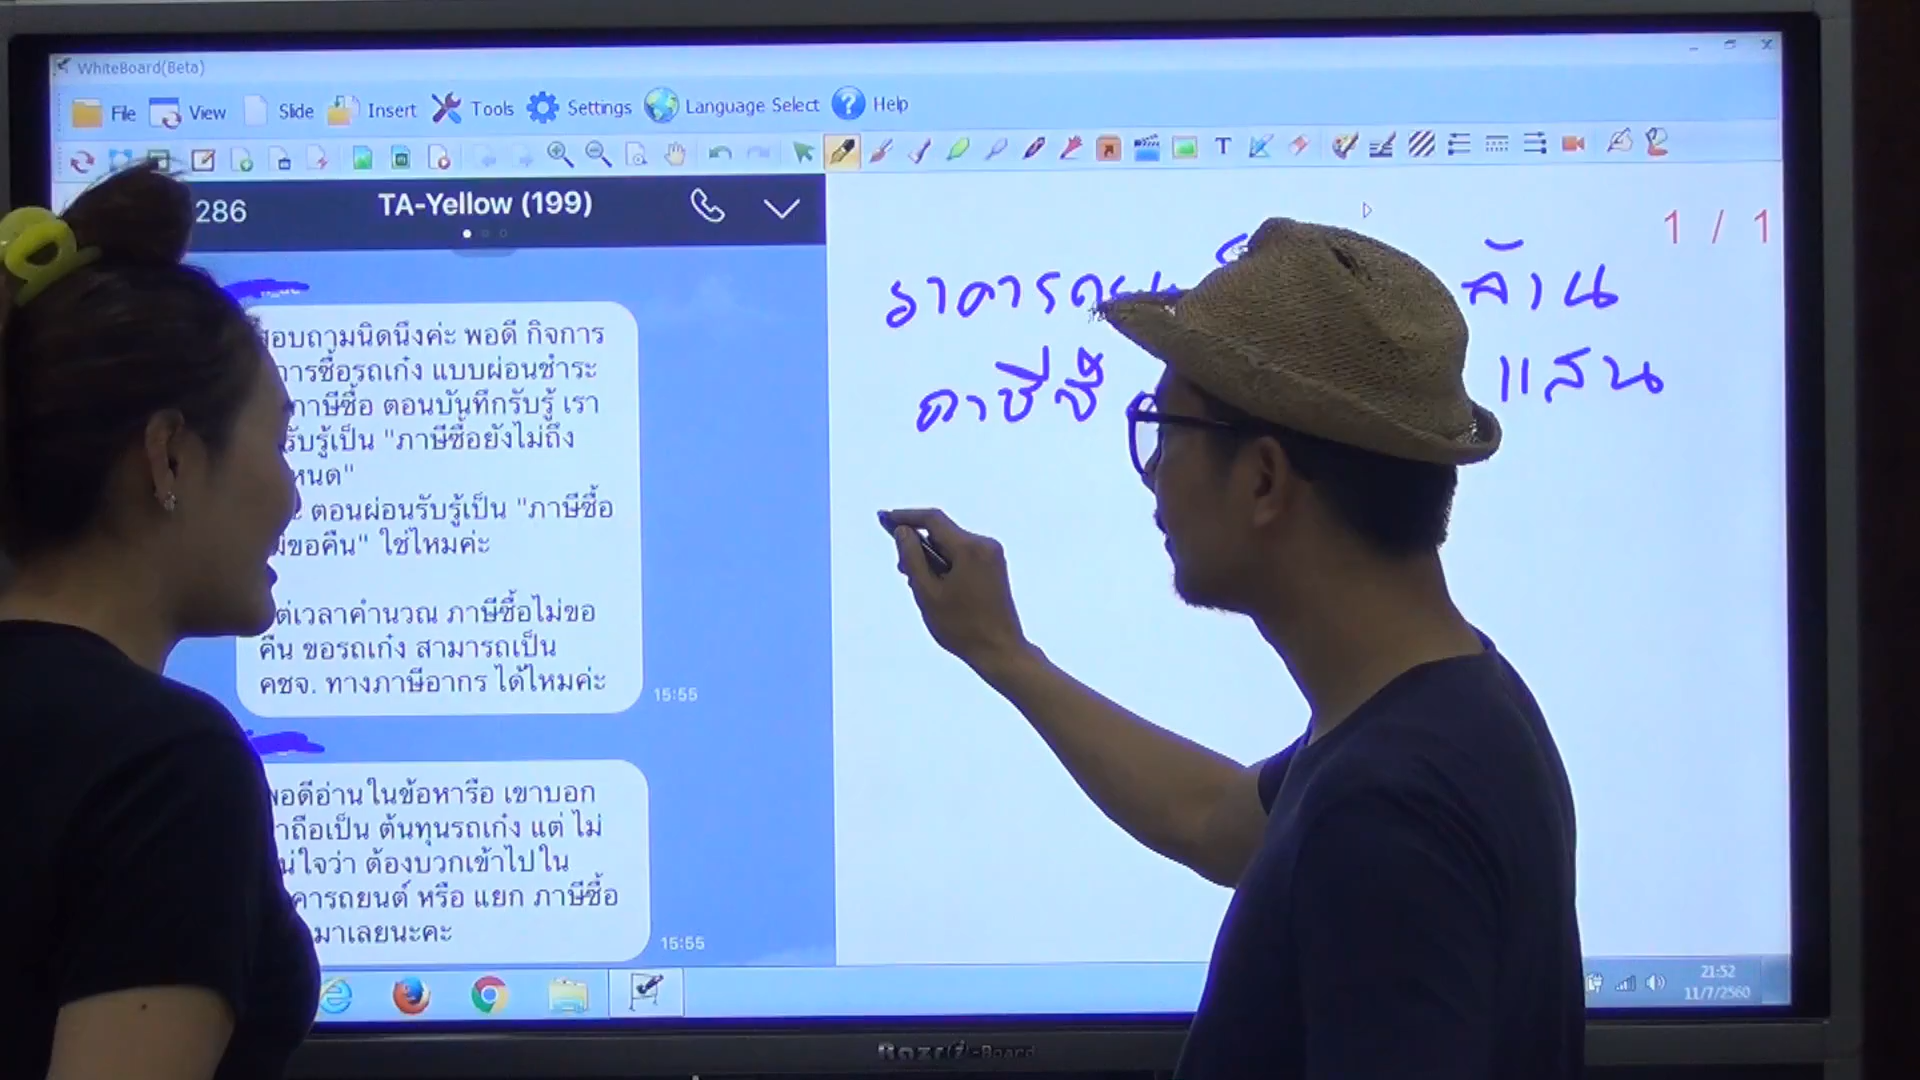 WhiteBoard(Beta)
File View Slide Insert Tools Settings Language Select Help
T
286 TA-Yellow (199)
1 / 1
สอบถามนิดนึงค่ะ พอดี กิจการ
การซื้อรถเก๋ง แบบผ่อนชำระ
ภาษีซื้อ ตอนบันทึกรับรู้ เรา
รับรู้เป็น "ภาษีซื้อยังไม่ถึง
หนด"
ตอนผ่อนรับรู้เป็น "ภาษีซื้อ
ขอคืน" ใช่ไหมค่ะ
เวลาคำนวณ ภาษีซื้อไม่ขอ
คืน ขอรถเก๋ง สามารถเป็น
คชจ. ทางภาษีอากร ได้ไหมค่ะ
15:55
พอดีอ่านในข้อหารือ เขาบอก
ถือเป็น ต้นทุนรถเก๋ง แต่ ไม่
แน่ใจว่า ต้องบวกเข้าไปใน
คารถยนต์ หรือ แยก ภาษีซื้อ
มาเลยนะคะ
15:55
ราคารถ ล้าน
ภาษีซื้ แสน
21:52
11/7/2560
Razr -Board